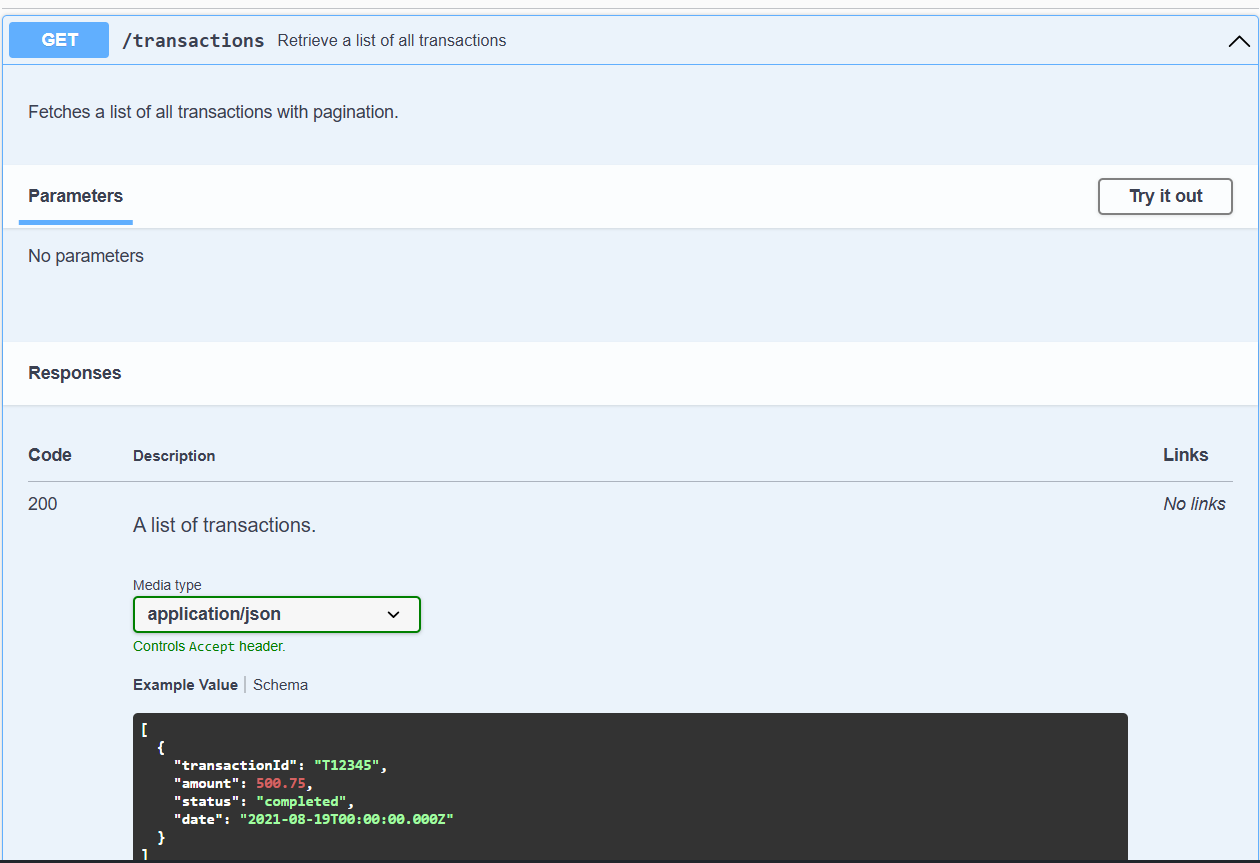 GET /transactions Retrieve a list of all transactions
Fetches a list of all transactions with pagination.
Parameters
Try it out
No parameters
Responses
Code Description Links
200
A list of transactions.
No links
Media type
application/json
Controls Accept header.
Example Value | Schema
[
  {
    "transactionId": "T12345",
    "amount": 500.75,
    "status": "completed",
    "date": "2021-08-19T00:00:00.000Z"
  }
]